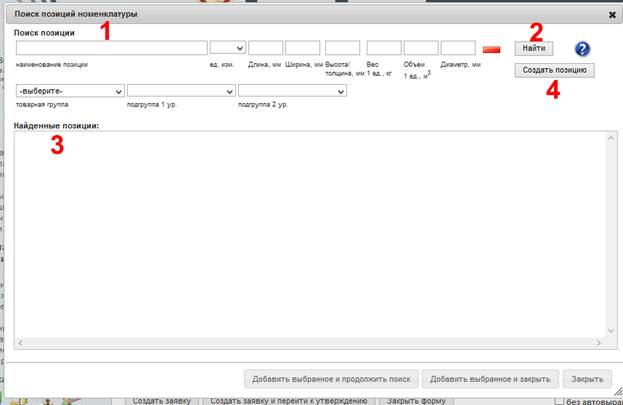 Поиск позиций номенклатуры
Поиск позиции
1
2
Найти
?
наименование позиции
ед. изм.
Длина, мм
Ширина, мм
Высота/
толщина, мм
Вес
1 ед., кг
Объем
1 ед., м3
Диаметр, мм
Создать позицию
4
-выберите-
товарная группа
подгруппа 1 ур.
подгруппа 2 ур.
Найденные позиции:
3
Добавить выбранное и продолжить поиск
Добавить выбранное и закрыть
Закрыть
Создать заявку
Создать заявку и перейти к утверждению
Закрыть форму